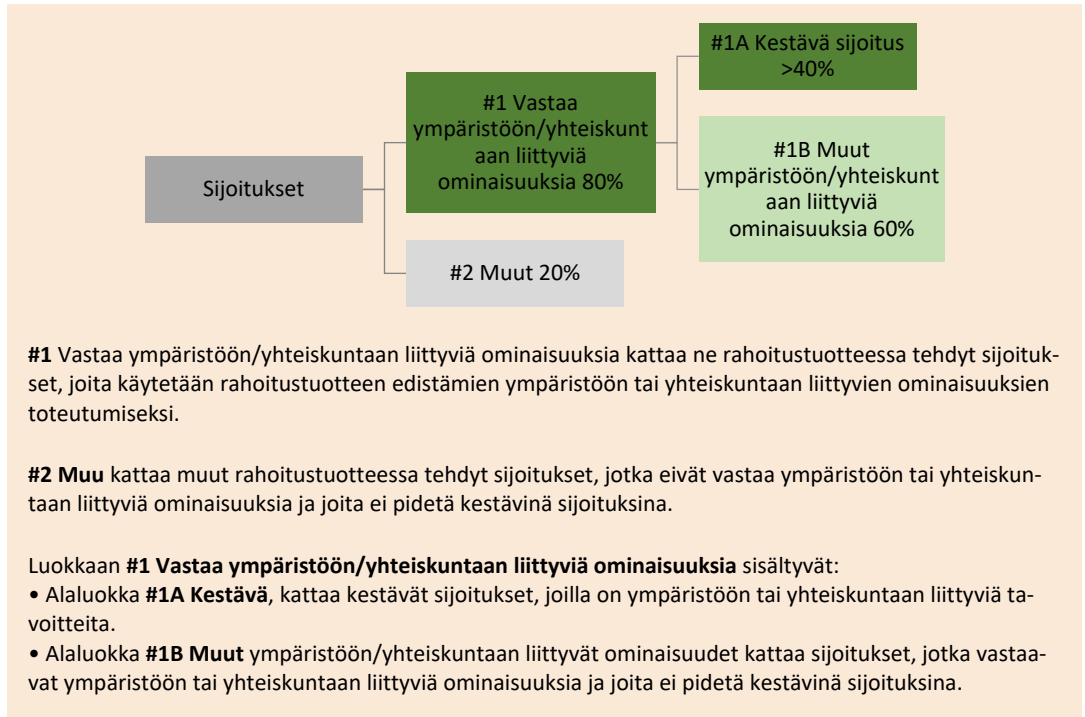 #1A Kestävä sijoitus
>40%
#1 Vastaa
ympäristöön/yhteiskunt
aan liittyviä
ominaisuuksia 80%
#1B Muut
ympäristöön/yhteiskunt
aan liittyviä
ominaisuuksia 60%
Sijoitukset
#2 Muut 20%
#1 Vastaa ympäristöön/yhteiskuntaan liittyviä ominaisuuksia kattaa ne rahoitustuotteessa tehdyt sijoituk-
set, joita käytetään rahoitustuotteen edistämien ympäristöön tai yhteiskuntaan liittyvien ominaisuuksien
toteutumiseksi.
#2 Muu kattaa muut rahoitustuotteessa tehdyt sijoitukset, jotka eivät vastaa ympäristöön tai yhteiskun-
taan liittyviä ominaisuuksia ja joita ei pidetä kestävinä sijoituksina.
Luokkaan #1 Vastaa ympäristöön/yhteiskuntaan liittyviä ominaisuuksia sisältyvät:
• Alaluokka #1A Kestävä, kattaa kestävät sijoitukset, joilla on ympäristöön tai yhteiskuntaan liittyviä ta-
voitteita.
• Alaluokka #1B Muut ympäristöön/yhteiskuntaan liittyvät ominaisuudet kattaa sijoitukset, jotka vastaa-
vat ympäristöön tai yhteiskuntaan liittyviä ominaisuuksia ja joita ei pidetä kestävinä sijoituksina.